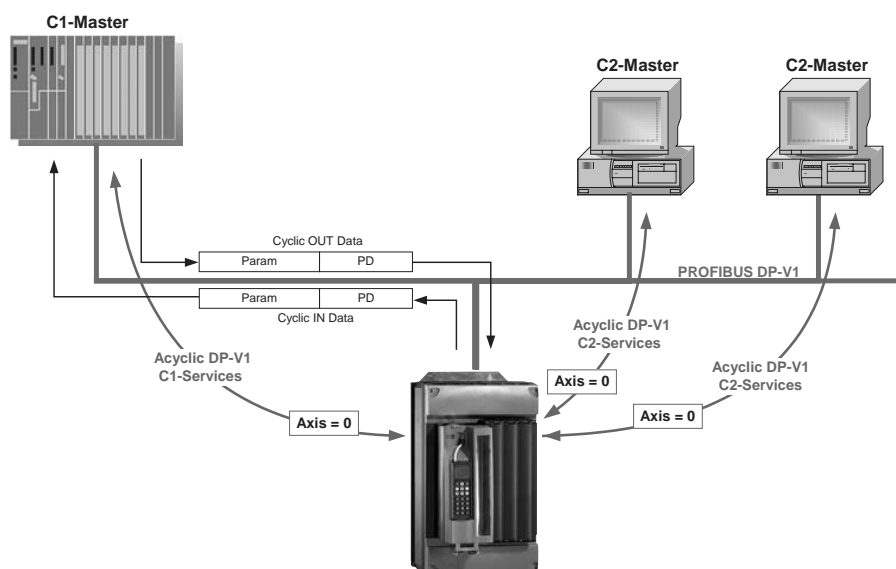 C1-Master
C2-Master
C2-Master
Cyclic OUT Data
Param
PD
PROFIBUS DP-V1
Param
PD
Cyclic IN Data
Acyclic DP-V1
C1-Services
Acyclic DP-V1
C2-Services
Acyclic DP-V1
C2-Services
Axis = 0
Axis = 0
Axis = 0